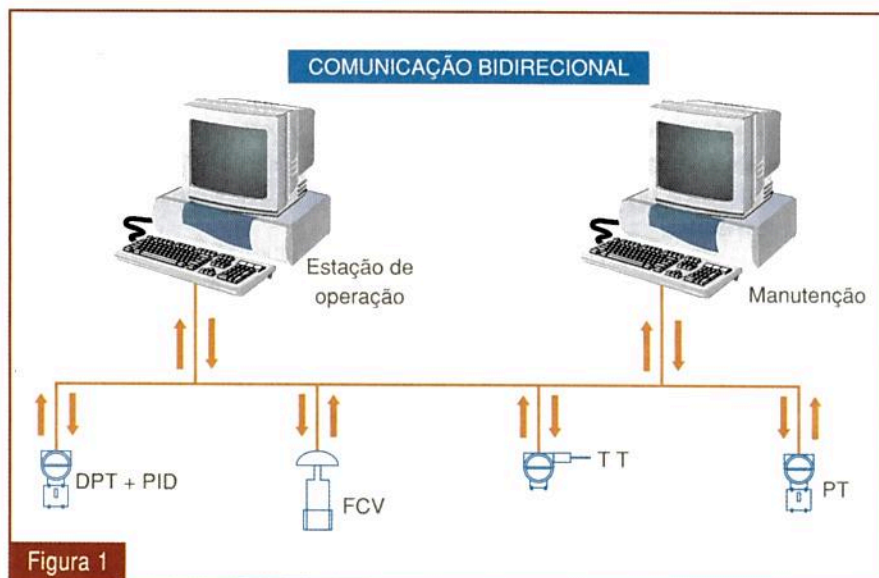 COMUNICAÇÃO BIDIRECIONAL
Estação de
operação
Manutenção
DPT + PID
FCV
T T
PT
Figura 1